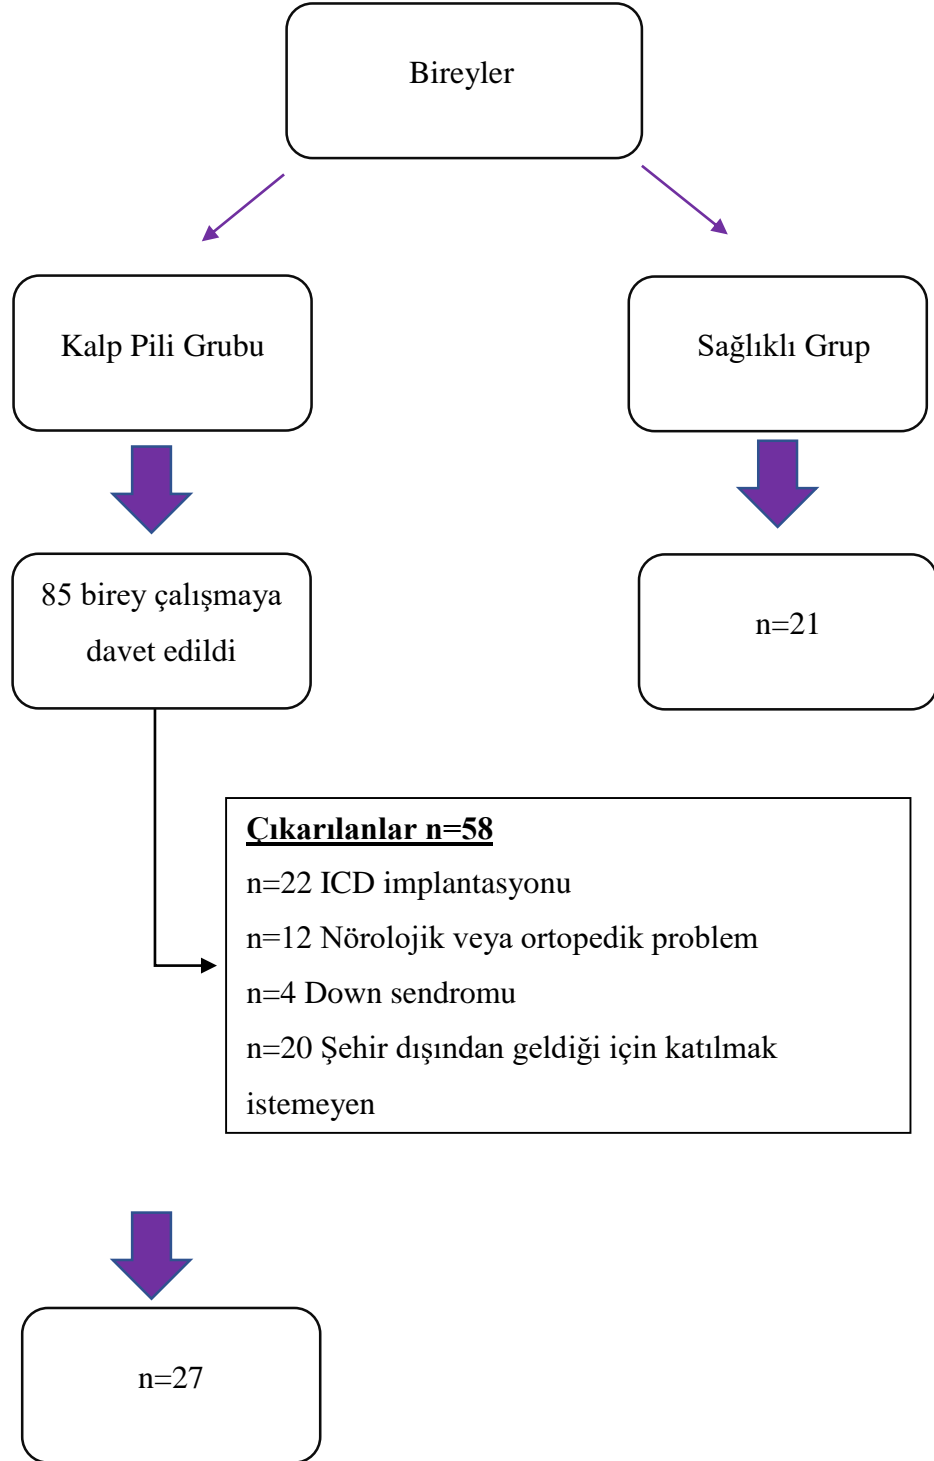 Bireyler
Kalp Pili Grubu
Sağlıklı Grup
85 birey çalışmaya
davet edildi
n=21
Çıkarılanlar n=58
n=22 ICD implantasyonu
n=12 Nörolojik veya ortopedik problem
n=4 Down sendromu
n=20 Şehir dışından geldiği için katılmak
istemeyen
n=27